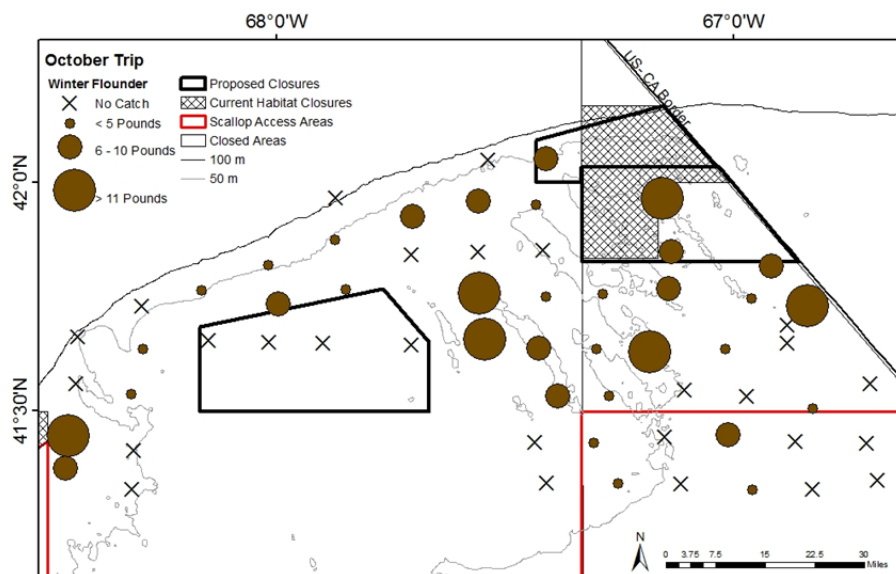 68°0'W 67°0'W
October Trip
Winter Flounder
No Catch
< 5 Pounds
6 - 10 Pounds
> 11 Pounds
Proposed Closures
Current Habitat Closures
Scallop Access Areas
Closed Areas
100 m
50 m
US- CA Border
42°0'N
41°30'N
N
0 3.75 7.5 15 22.5 30
Miles